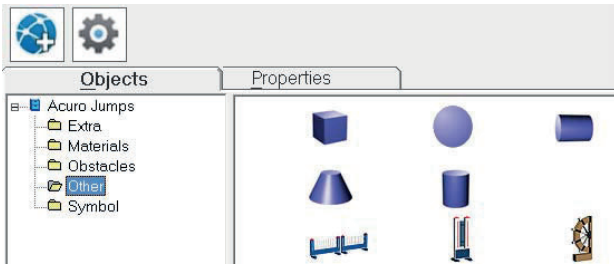 Objects
Properties
Acuro Jumps
Extra
Materials
Obstacles
Other
Symbol